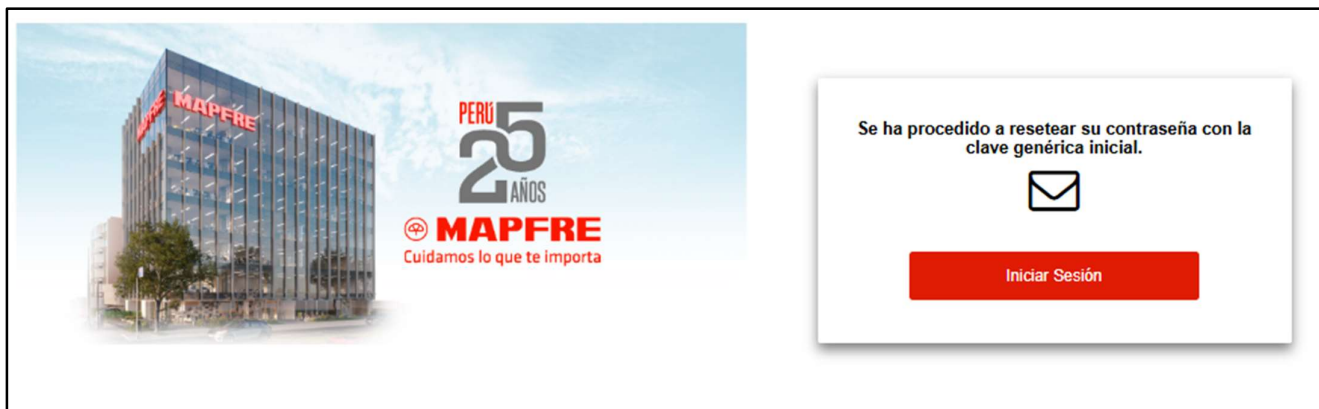 MAPFRE
MAPFRE
PERÚ
25
AÑOS
MAPFRE
Cuidamos lo que te importa
Se ha procedido a resetear su contraseña con la
clave genérica inicial.
Iniciar Sesión